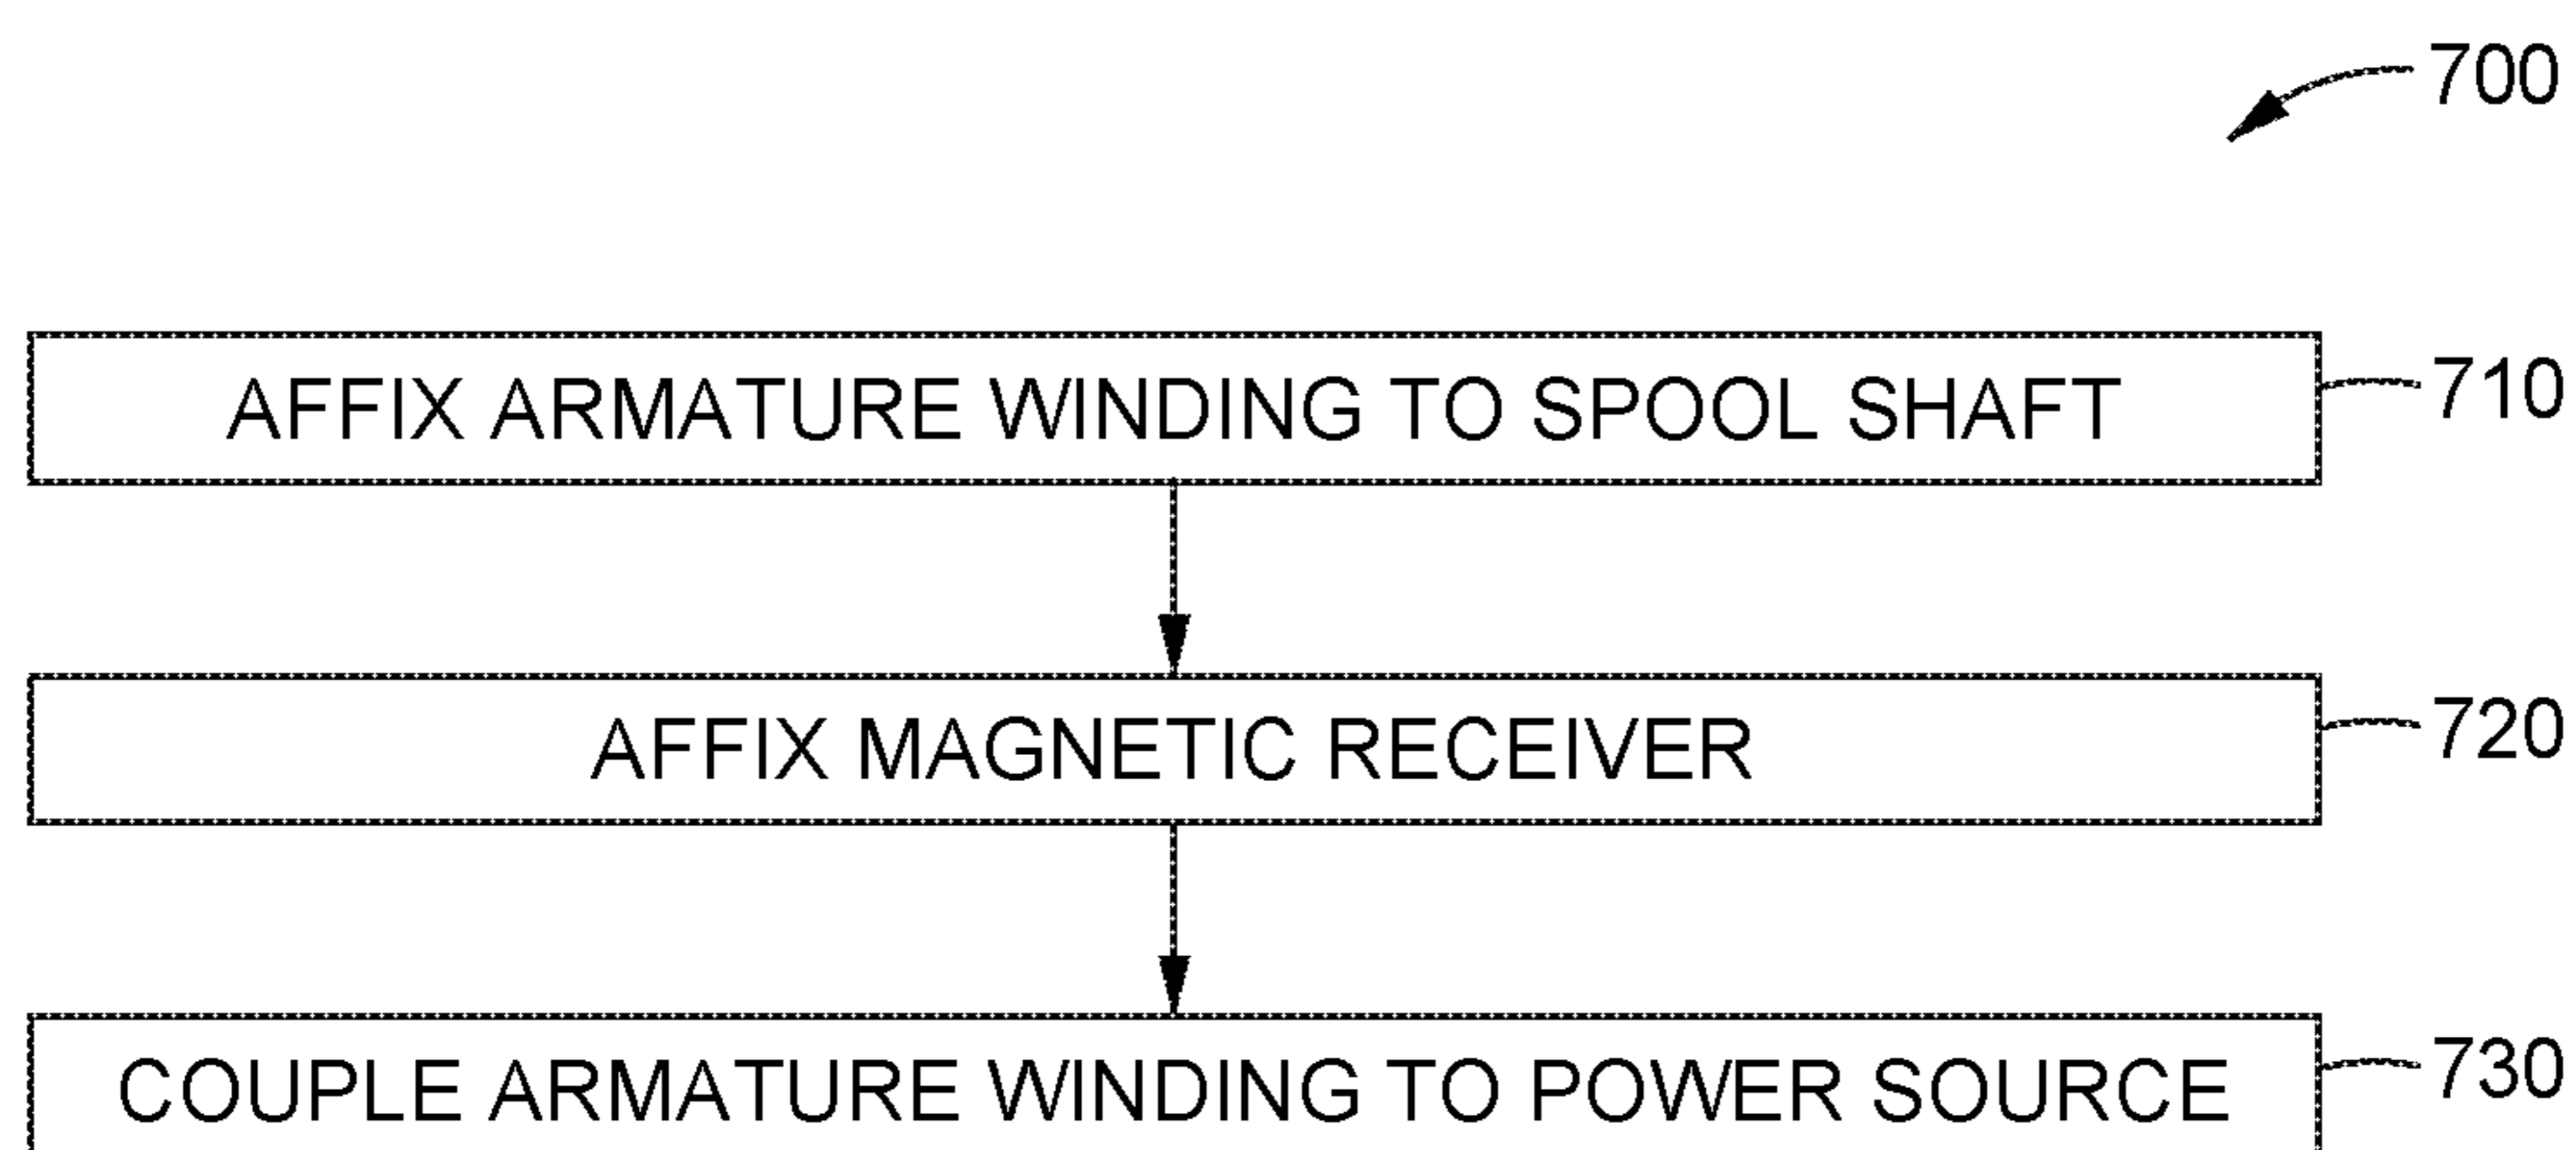 700
AFFIX ARMATURE WINDING TO SPOOL SHAFT
710
AFFIX MAGNETIC RECEIVER
720
COUPLE ARMATURE WINDING TO POWER SOURCE
730